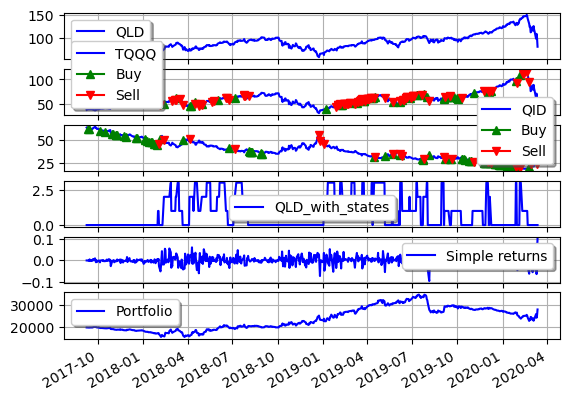 150
100
QLD
TQQQ
Buy
Sell
100
50
QID
Buy
Sell
50
25
2.5
0.0
QLD_with_states
0.1
0.0
−0.1
Simple returns
30000
20000
Portfolio
2017-10
2018-01
2018-04
2018-07
2018-10
2019-01
2019-04
2019-07
2019-10
2020-01
2020-04